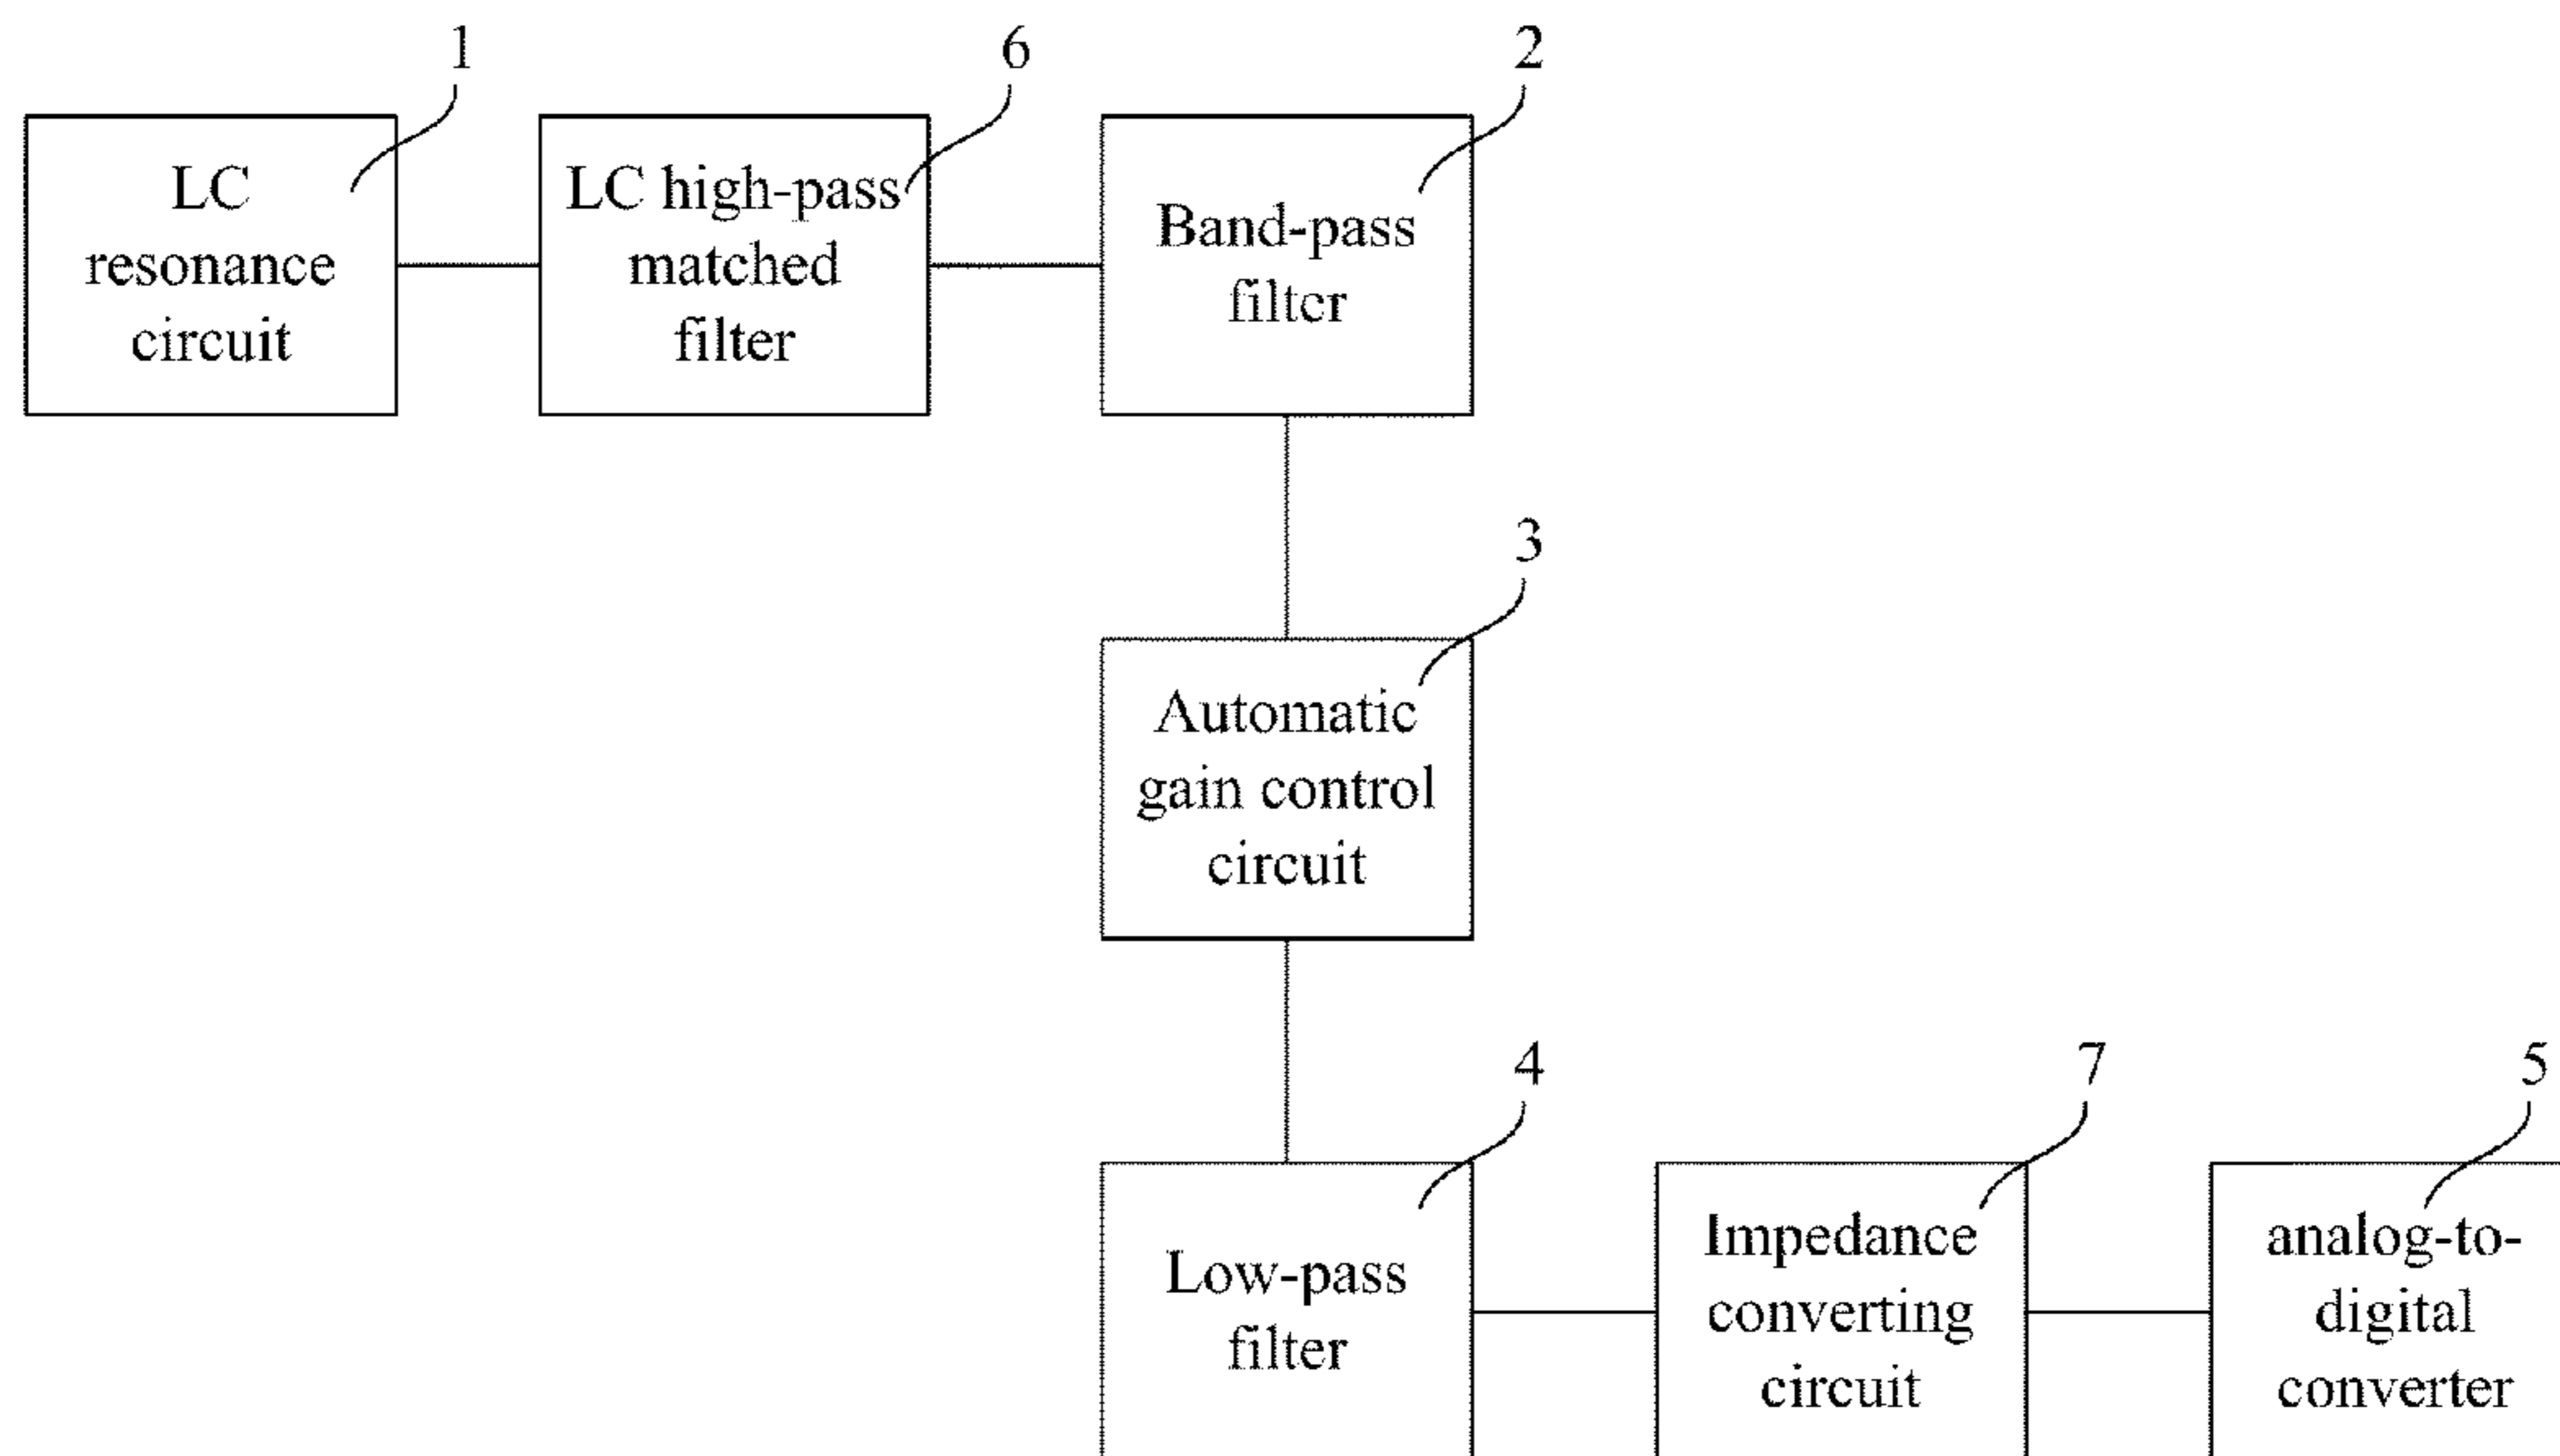 1
6
2
LC
resonance
circuit
LC high-pass
matched
filter
Band-pass
filter
3
Automatic
gain control
circuit
4
7
5
Low-pass
filter
Impedance
converting
circuit
analog-to-
digital
converter